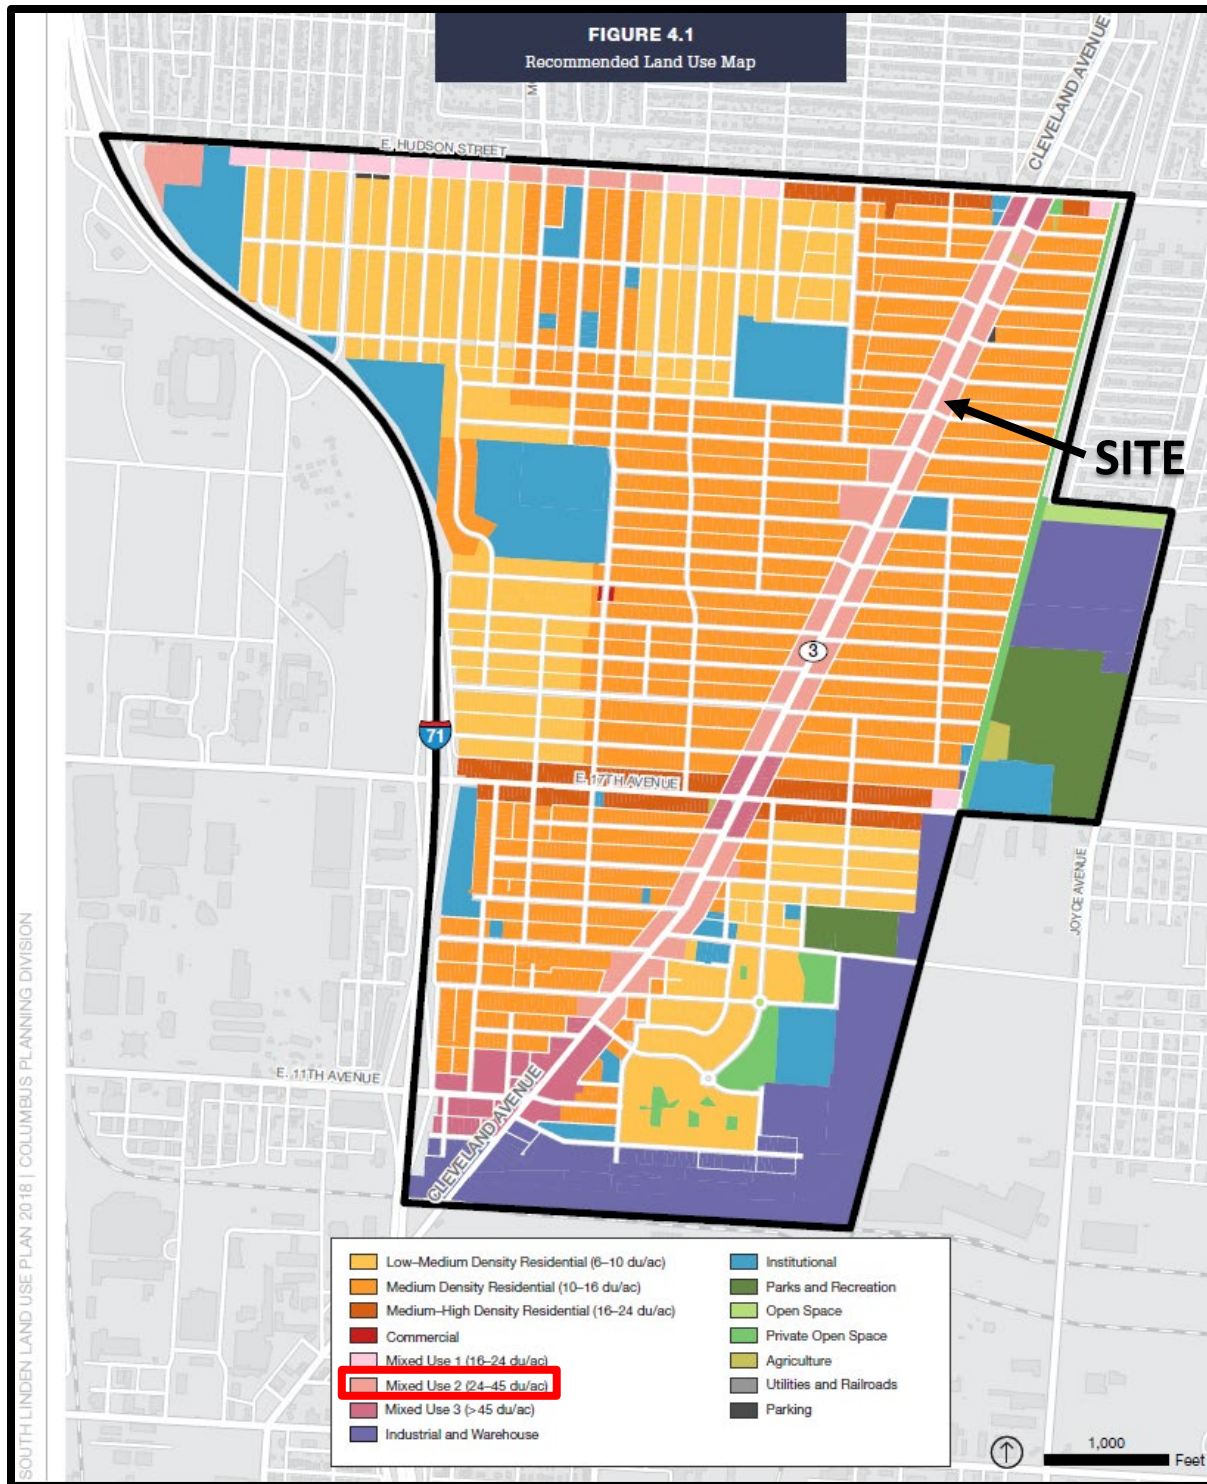 FIGURE 4.1
Recommended Land Use Map
CLEVELAND AVENUE
E. HUDSON STREET
SITE
3
71
E. 17TH AVENUE
JOYCE AVENUE
E. 11TH AVENUE
CLEVELAND AVENUE
SOUTH LINDEN LAND USE PLAN 2018 | COLUMBUS PLANNING DIVISION
Low–Medium Density Residential (6–10 du/ac)
Medium Density Residential (10–16 du/ac)
Medium–High Density Residential (16–24 du/ac)
Commercial
Mixed Use 1 (16–24 du/ac)
Mixed Use 2 (24–45 du/ac)
Mixed Use 3 (>45 du/ac)
Industrial and Warehouse
Institutional
Parks and Recreation
Open Space
Private Open Space
Agriculture
Utilities and Railroads
Parking
1,000
Feet